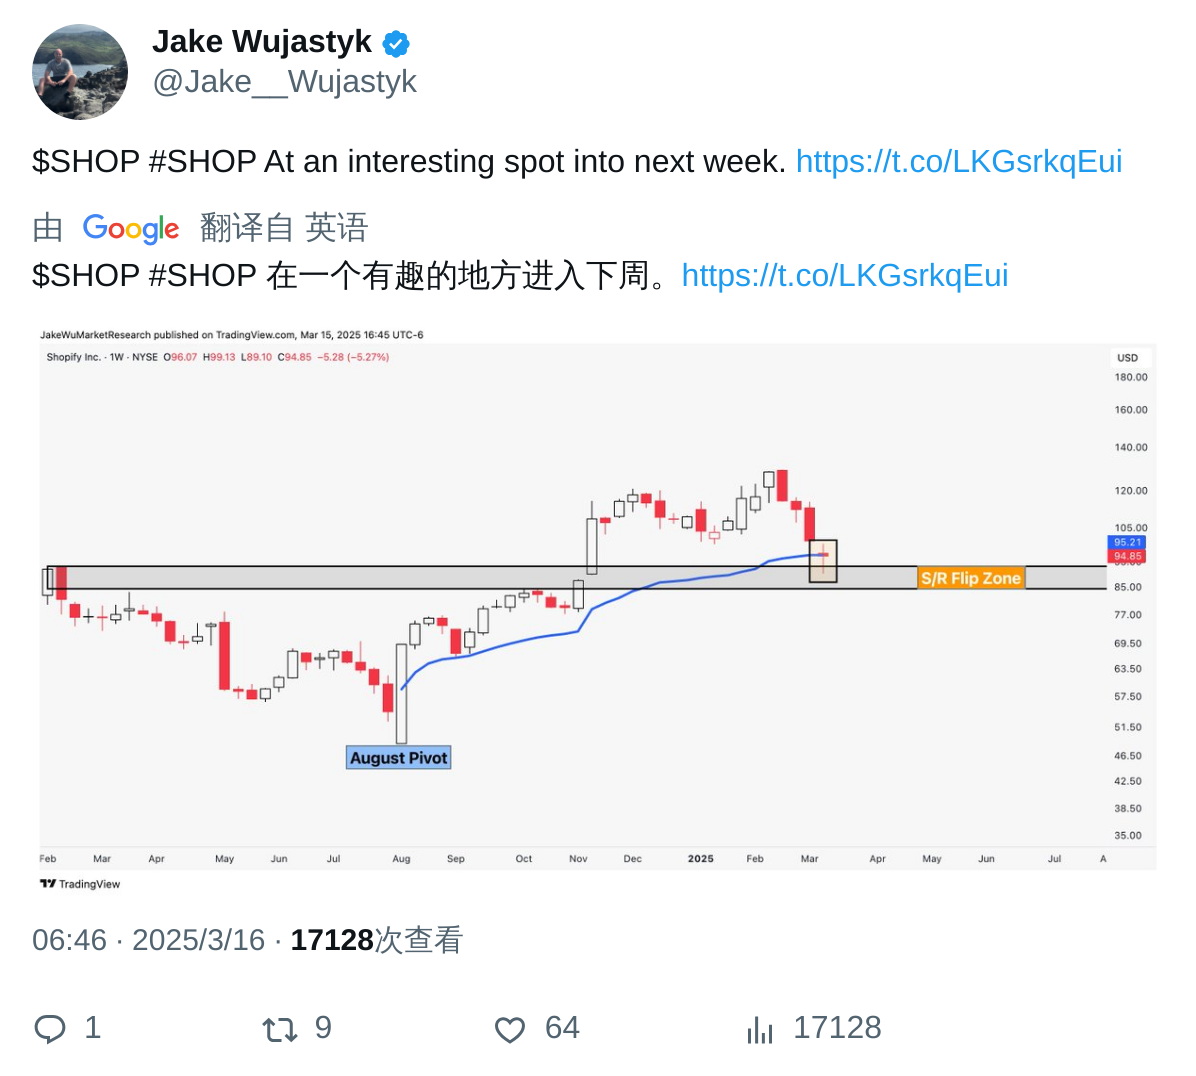 Jake Wujastyk
@Jake__Wujastyk
$SHOP #SHOP At an interesting spot into next week. https://t.co/LKGsrkqEui
由 Google 翻译自 英语
$SHOP #SHOP 在一个有趣的地方进入下周。https://t.co/LKGsrkqEui
JakeWuMarketResearch published on TradingView.com, Mar 15, 2025 16:45 UTC-6
Shopify Inc. · 1W · NYSE O96.07 H99.13 L89.10 C94.85 −5.28 (−5.27%)
USD
180.00
160.00
140.00
120.00
105.00
95.21
94.85
85.00
77.00
69.50
63.50
57.50
51.50
46.50
42.50
38.50
35.00
S/R Flip Zone
August Pivot
Feb Mar Apr May Jun Jul Aug Sep Oct Nov Dec 2025 Feb Mar Apr May Jun Jul A
TradingView
06:46 · 2025/3/16 · 17128次查看
1 9 64 17128